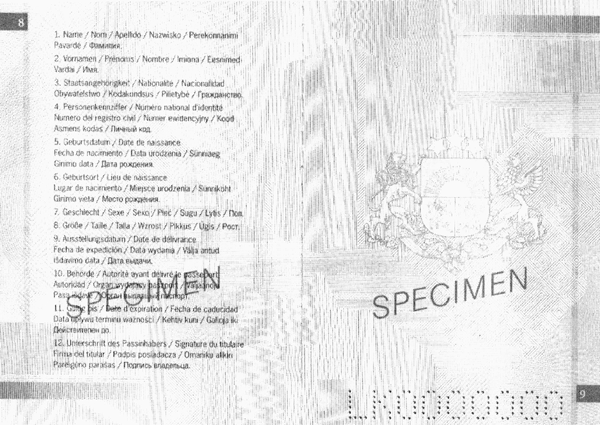 8
1. Name / Nom / Apellido / Nazwisko / Perekonnanimi
Pavardė / Фамилия.
2. Vornamen / Prénoms / Nombre / Imiona / Eesnimed
Vardai / Имя.
3. Staatsangehörigkeit / Nationalité / Nacionalidad
Obywatelstwo / Kodakondsus / Pilietybė / Гражданство.
4. Personenkennziffer / Numéro national d'identité
Número del registro civil / Numer ewidencyjny / Kood
Asmens kodas / Личный код.
5. Geburtsdatum / Date de naissance
Fecha de nacimiento / Data urodzenia / Sünniaeg
Gimimo data / Дата рождения.
6. Geburtsort / Lieu de naissance
Lugar de nacimiento / Miejsce urodzenia / Sünnikoht
Gimimo vieta / Место рождения.
7. Geschlecht / Sexe / Sexo / Płeć / Sugu / Lytis / Пол.
8. Größe / Taille / Talla / Wzrost / Pikkus / Ūgis / Рост.
9. Ausstellungsdatum / Date de délivrance
Fecha de expedición / Data wydania / Välja antud
Išdavimo data / Дата выдачи.
10. Behörde / Autorité ayant délivré le passeport
Autoridad / Organ wydający paszport /
Pasą išdavė / Орган выдавший паспорт.
11. / Date d'expiration / Fecha de caducidad
Data upływu terminu ważności / Kehtiv kuni / Galioja iki
Действителен до.
12. Unterschrift des Passinhabers / Signature du titulaire
Firma del titular / Podpis posiadacza / Omaniku allkiri
Pareigūno parašas / Подпись владельца.
SPECIMEN
SPECIMEN
LK0000000
9